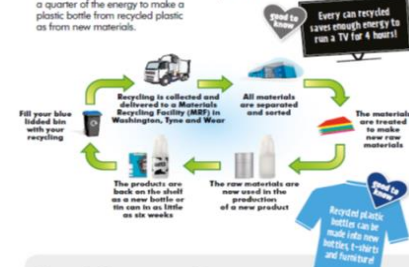 a quarter of the energy to make a
plastic bottle from recycled plastic
as from new materials.
good to
know
Every can recycled
saves enough energy to
run a TV for 4 hours!
Recycling is collected and
delivered to a Materials
Recycling Facility (MRF) in
Washington, Tyne and Wear
All materials
are separated
and sorted
Fill your blue
lidded bin
with your
recycling
The materials
are treated
to make
new raw
materials
The products are
back on the shelf
as a new bottle or
tin can in as little
as six weeks
The raw materials are
now used in the
production
of a new product
good to
know
Recycled plastic
bottles can be
made into new
bottles, t-shirts
and furniture!